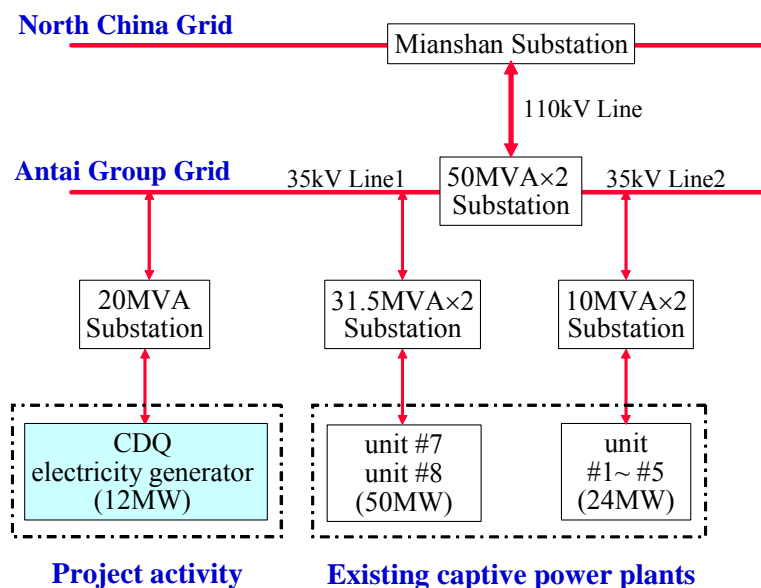 North China Grid
Mianshan Substation
110kV Line
Antai Group Grid
35kV Line1
50MVA×2
Substation
35kV Line2
20MVA
Substation
31.5MVA×2
Substation
10MVA×2
Substation
CDQ
electricity generator
(12MW)
unit #7
unit #8
(50MW)
unit
#1~ #5
(24MW)
Project activity
Existing captive power plants